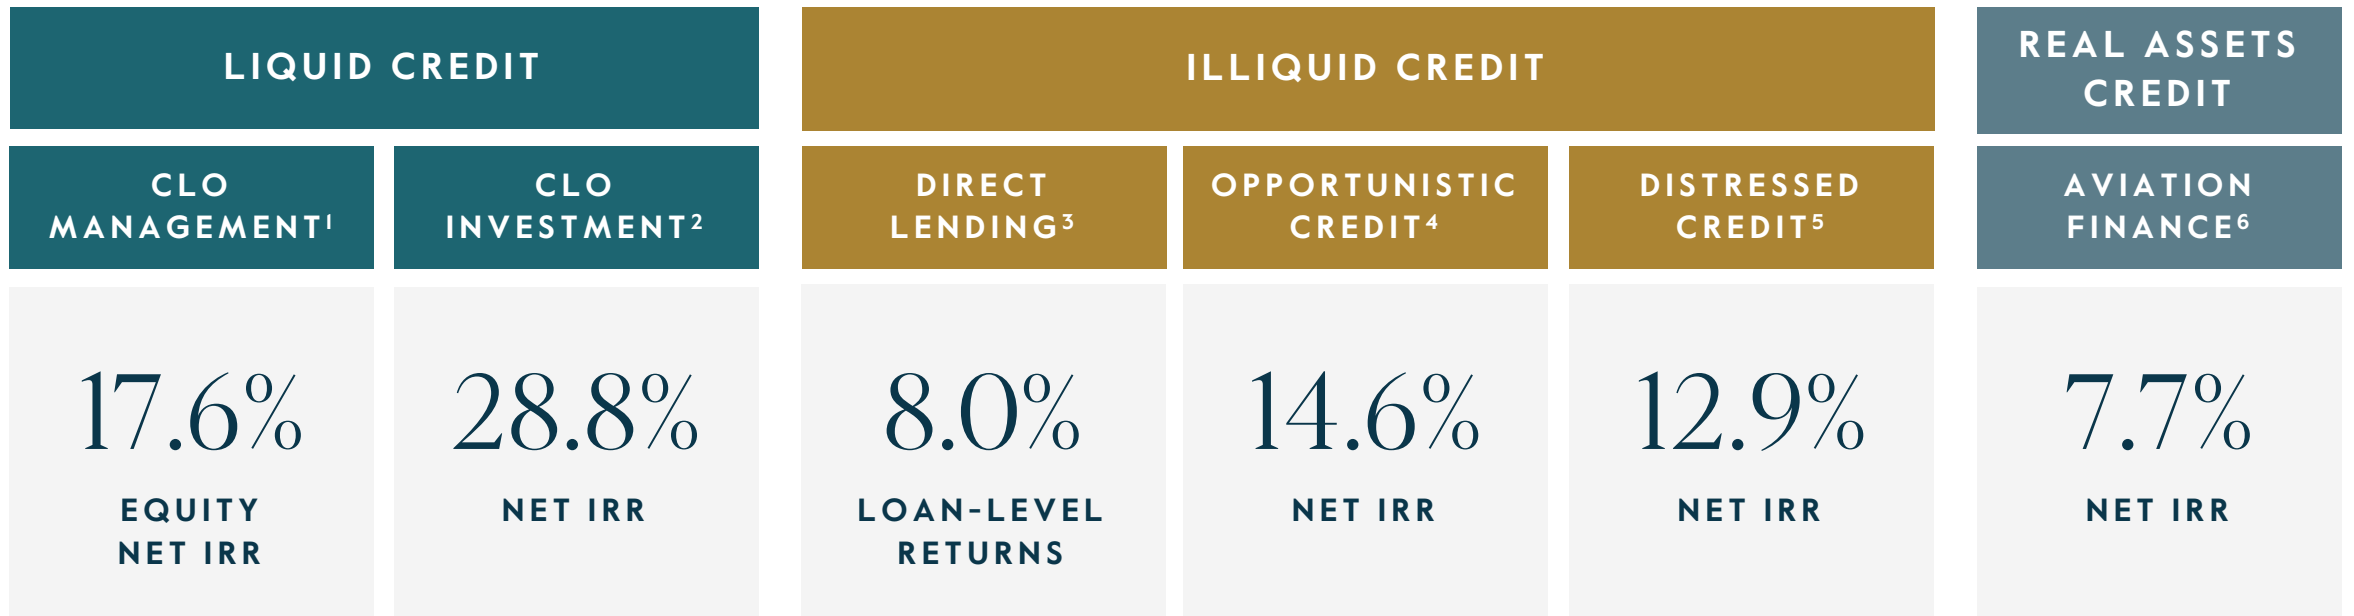 LIQUID CREDIT
CLO
MANAGEMENT¹
17.6%
EQUITY
NET IRR
CLO
INVESTMENT²
28.8%
NET IRR
ILLIQUID CREDIT
DIRECT
LENDING³
8.0%
LOAN-LEVEL
RETURNS
OPPORTUNISTIC
CREDIT⁴
14.6%
NET IRR
DISTRESSED
CREDIT⁵
12.9%
NET IRR
REAL ASSETS
CREDIT
AVIATION
FINANCE⁶
7.7%
NET IRR